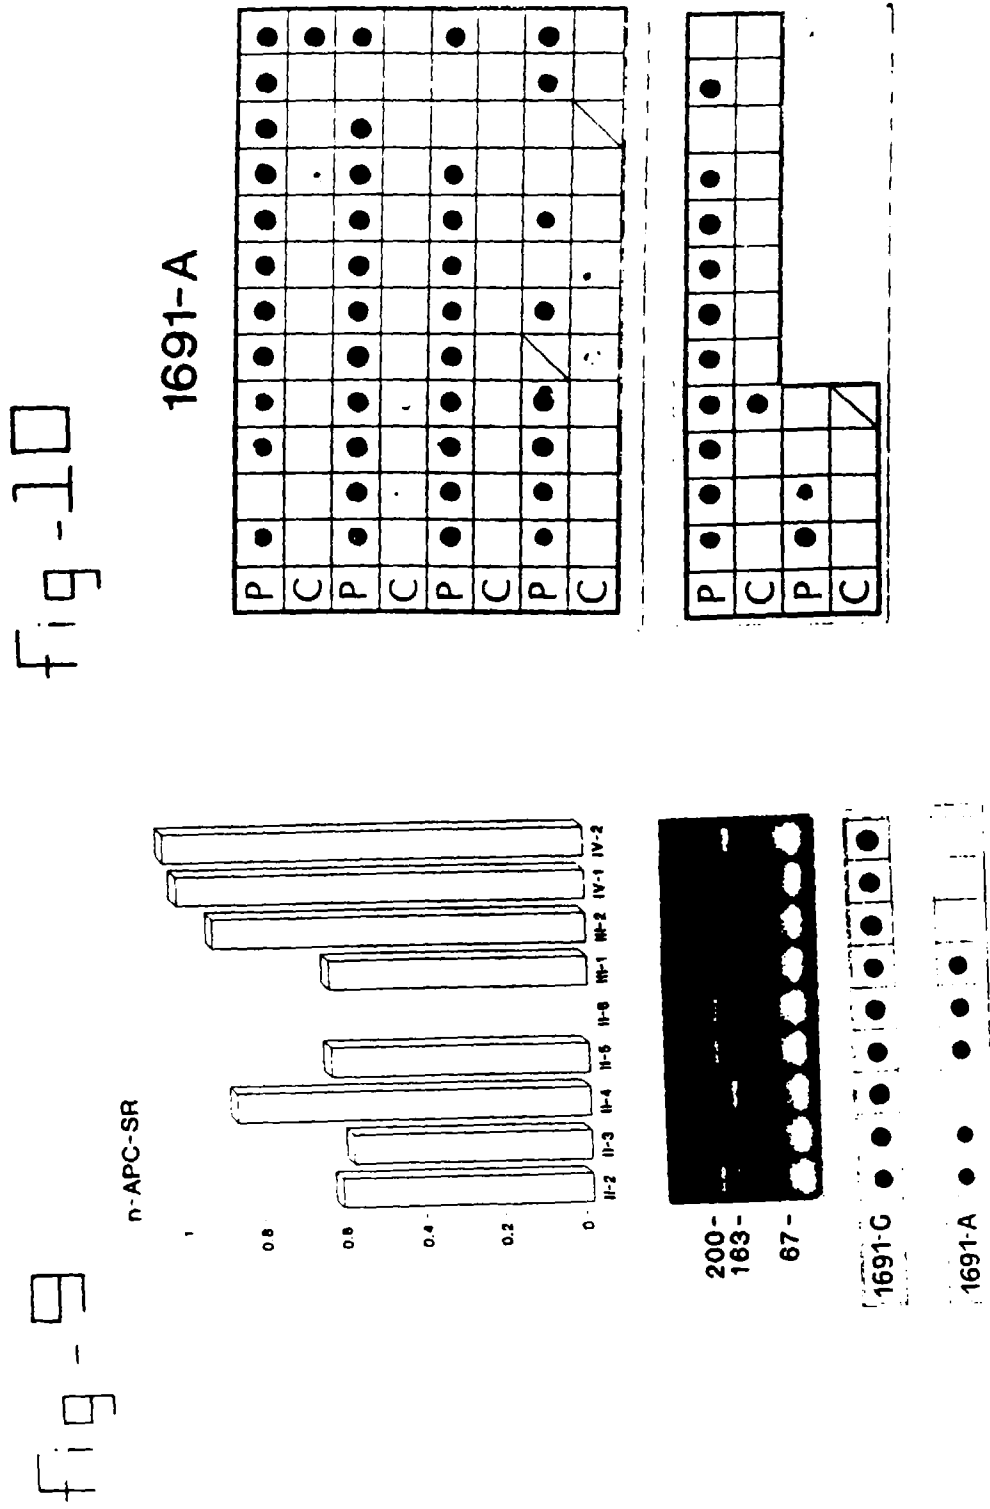 Fig-10
1691-A
P
C
P
C
P
C
P
C
P
C
P
C
Fig-9
n-APC-SR
1
0.8
0.6
0.4
0.2
0
II-2 II-3 II-4 II-5 II-6 III-1 III-2 IV-1 IV-2
200-
163-
67-
1691-G
1691-A